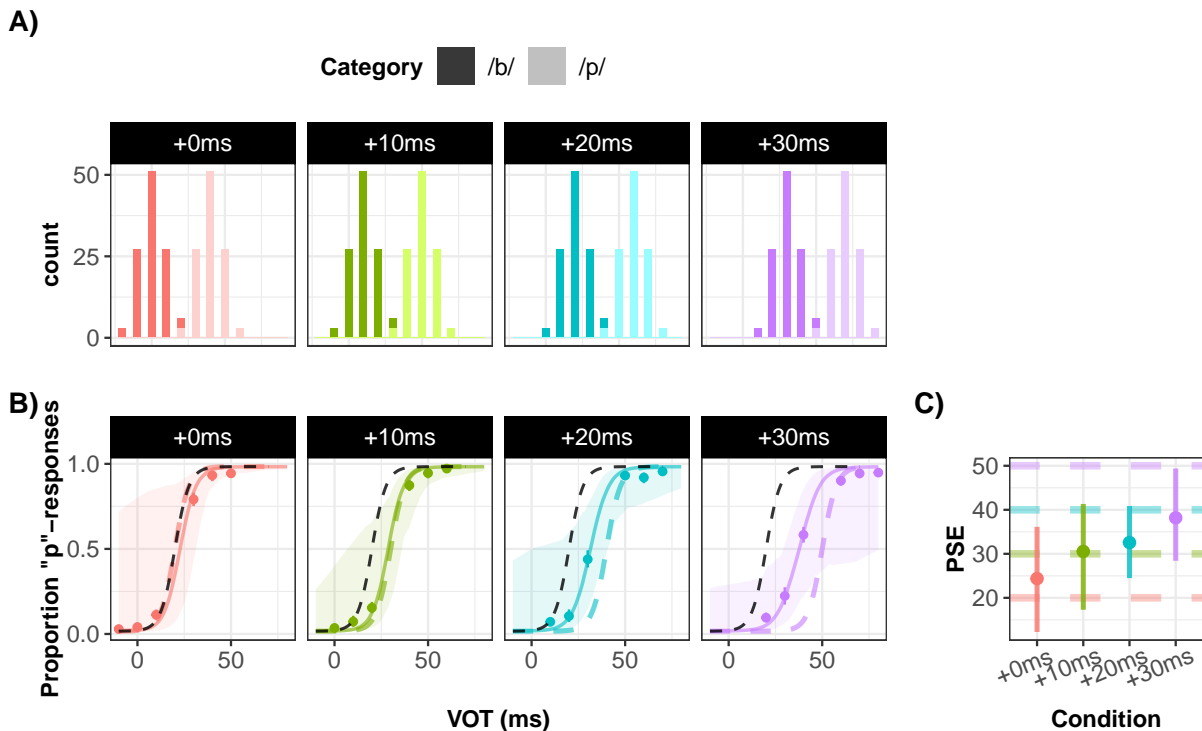 A)
Category /b/ /p/
+0ms +10ms +20ms +30ms
count
50
25
0
B)
+0ms +10ms +20ms +30ms
Proportion "p"−responses
1.0
0.5
0.0
0 50 0 50 0 50 0 50
VOT (ms)
C)
PSE
50
40
30
20
+0ms +10ms +20ms +30ms
Condition